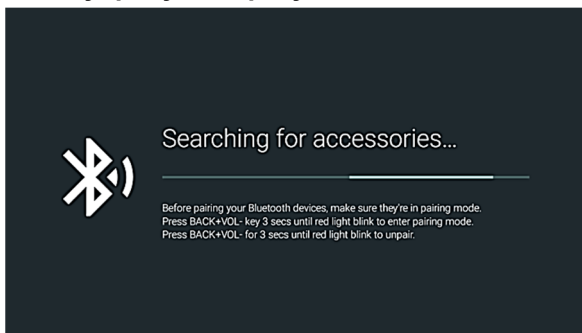 Searching for accessories...
Before pairing your Bluetooth devices, make sure they're in pairing mode.
Press BACK+VOL- key 3 secs until red light blink to enter pairing mode.
Press BACK+VOL- for 3 secs until red light blink to unpair.